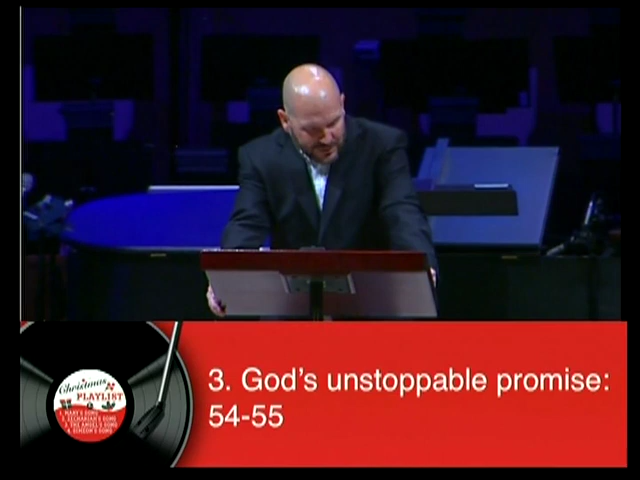 3. God's unstoppable promise:
54-55
Christmas
PLAYLIST
1. MARY'S SONG
2. ZECHARIAH'S SONG
3. THE ANGEL'S SONG
4. SIMEON'S SONG